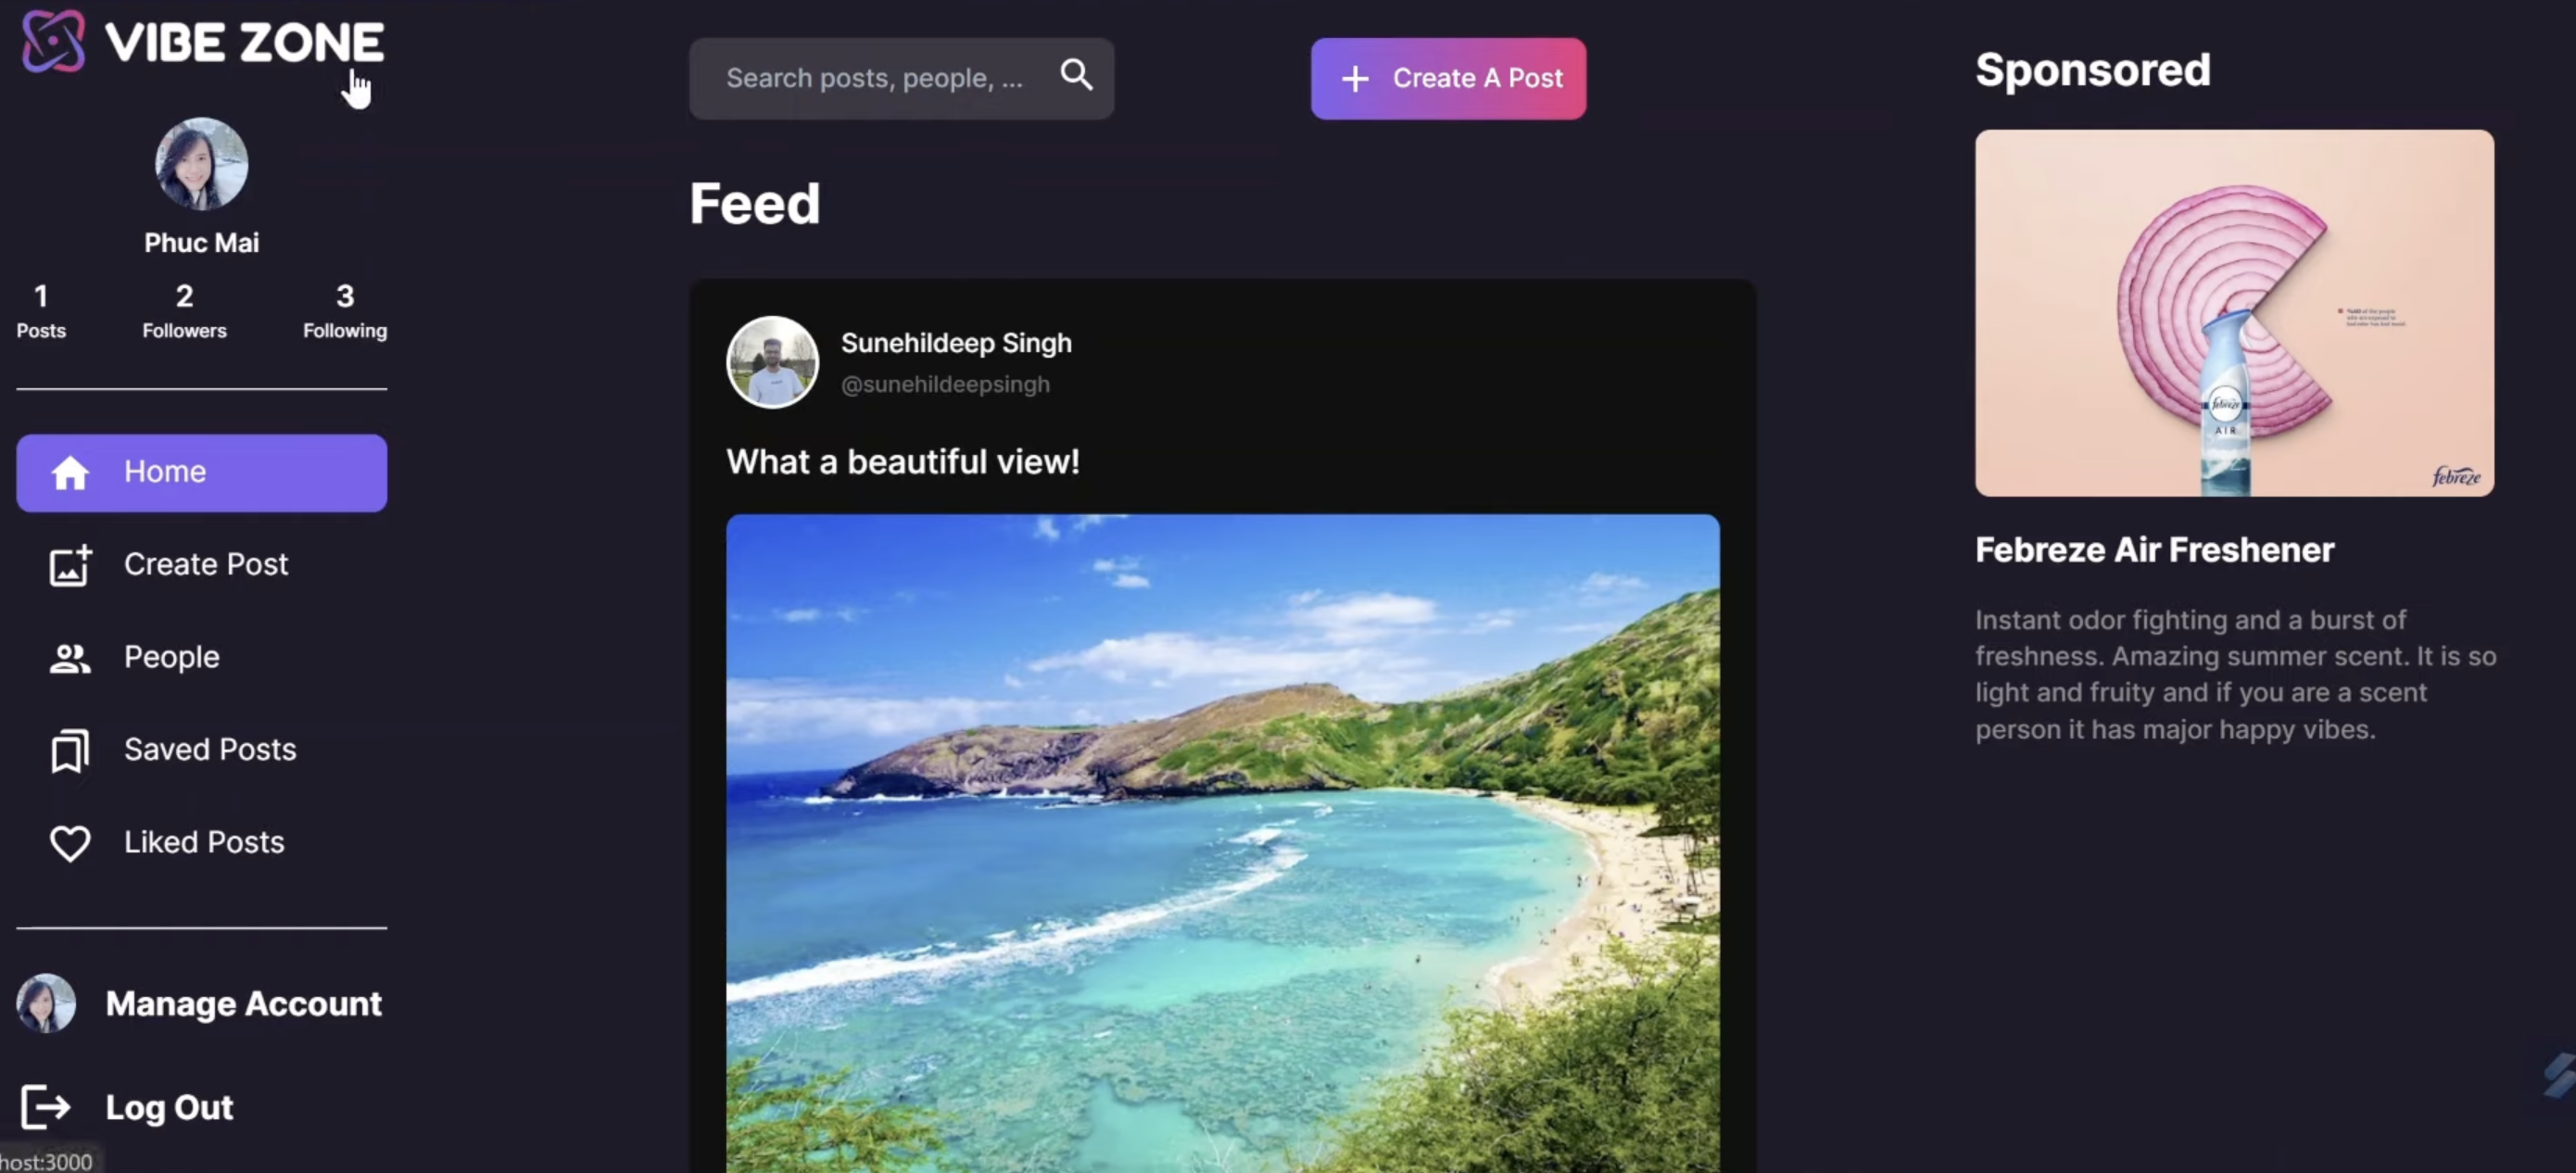 VIBE ZONE
Phuc Mai
1
Posts
2
Followers
3
Following
Home
Create Post
People
Saved Posts
Liked Posts
Manage Account
Log Out
host:3000
Search posts, people, ...
+ Create A Post
Feed
Sunehildeep Singh
@sunehildeepsingh
What a beautiful view!
Sponsored
febreze
AIR
febreze
Febreze Air Freshener
Instant odor fighting and a burst of
freshness. Amazing summer scent. It is so
light and fruity and if you are a scent
person it has major happy vibes.